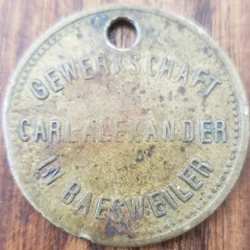 GEWERKSCHAFT
CARL ALEXANDER
IN BAESWEILER